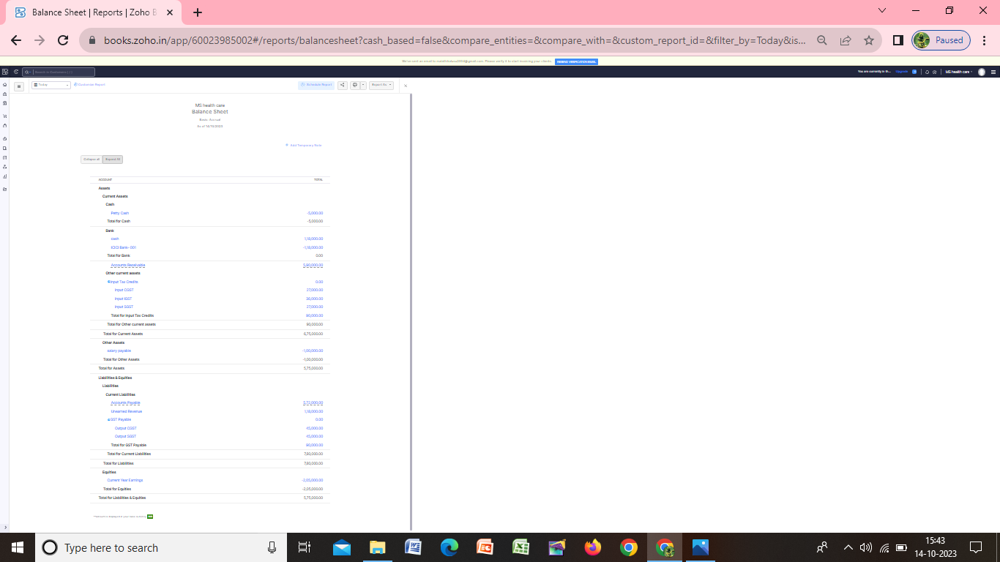 Balance Sheet | Reports | Zoho B
books.zoho.in/app/60023985002#/reports/balancesheet?cash_based=false&compare_entities=&compare_with=&custom_report_id=&filter_by=Today&is...
Paused
Search in Customers ( / )
You are currently in
Upgrade
MS health care
Today
Customize Report
Schedule Report
Export As
MS health care
Balance Sheet
Basis: Accrual
As of 14/10/2023
Add Temporary Note
Collapse all Expand All
ACCOUNT TOTAL
Assets
Current Assets
Cash
Petty Cash -5,000.00
Total for Cash -5,000.00
Bank
cash 1,18,000.00
ICICI Bank- 001 -1,18,000.00
Total for Bank 0.00
Accounts Receivable 5,90,000.00
Other current assets
Input Tax Credits 0.00
Input CGST 27,000.00
Input IGST 36,000.00
Input SGST 27,000.00
Total for Input Tax Credits 90,000.00
Total for Other current assets 90,000.00
Total for Current Assets 6,75,000.00
Other Assets
salary payable -1,00,000.00
Total for Other Assets -1,00,000.00
Total for Assets 5,75,000.00
Liabilities & Equities
Liabilities
Current Liabilities
Accounts Payable 5,72,000.00
Unearned Revenue 1,18,000.00
GST Payable 0.00
Output CGST 45,000.00
Output SGST 45,000.00
Total for GST Payable 90,000.00
Total for Current Liabilities 7,80,000.00
Total for Liabilities 7,80,000.00
Equities
Current Year Earnings -2,05,000.00
Total for Equities -2,05,000.00
Total for Liabilities & Equities 5,75,000.00
**Amount is displayed in your base currency INR
Type here to search
15:43
14-10-2023